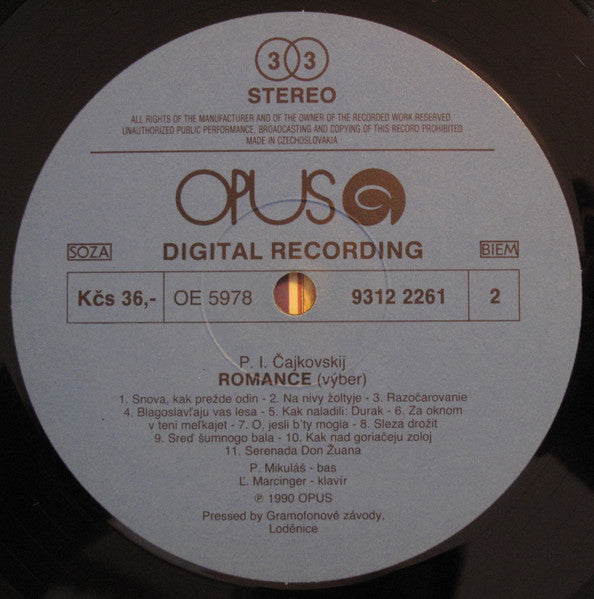 33
STEREO
ALL RIGHTS OF THE MANUFACTURER AND OF THE OWNER OF THE RECORDED WORK RESERVED.
UNAUTHORIZED PUBLIC PERFORMANCE, BROADCASTING AND COPYING OF THIS RECORD PROHIBITED
MADE IN CZECHOSLOVAKIA
OPUS
SOZA DIGITAL RECORDING BIEM
Kčs 36,- OE 5978 9312 2261 2
P. I. Čajkovskij
ROMANCE (výber)
1. Snova, kak prežde odin - 2. Na nivy žoltyje - 3. Razočarovanie
4. Blagoslavľaju vas lesa - 5. Kak naladili: Durak - 6. Za oknom
v teni meľkajet - 7. O, jesli b'ty mogla - 8. Sleza drožit
9. Sreď šumnogo bala - 10. Kak nad goriačeju zoloj
11. Serenada Don Žuana
P. Mikuláš - bas
Ľ. Marcinger - klavír
℗ 1990 OPUS
Pressed by Gramofonové závody,
Loděnice